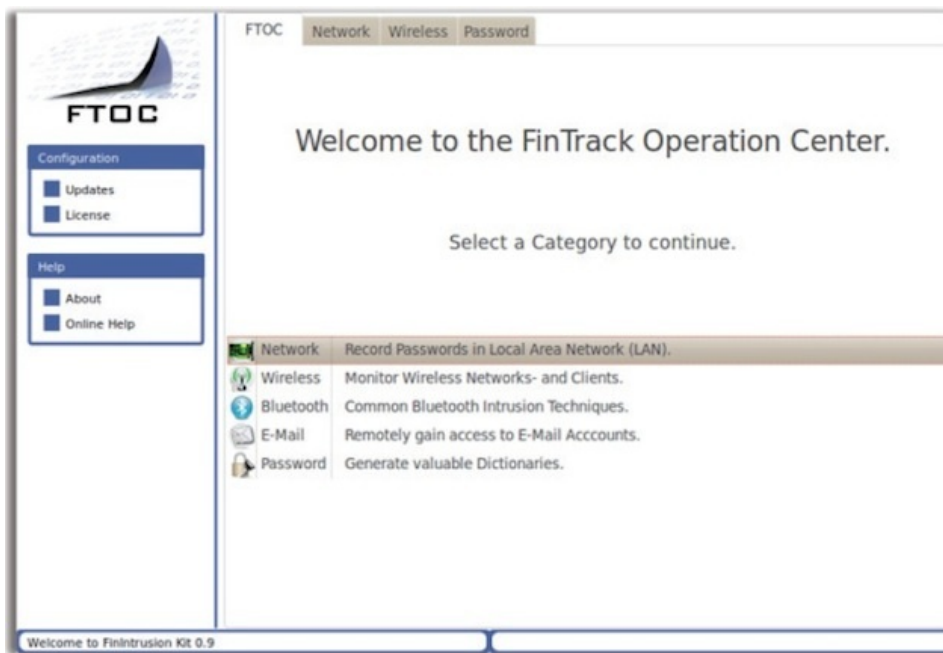 FTOC
Configuration
Updates
License
Help
About
Online Help
FTOC Network Wireless Password
Welcome to the FinTrack Operation Center.
Select a Category to continue.
Network Record Passwords in Local Area Network (LAN).
Wireless Monitor Wireless Networks- and Clients.
Bluetooth Common Bluetooth Intrusion Techniques.
E-Mail Remotely gain access to E-Mail Acccounts.
Password Generate valuable Dictionaries.
Welcome to FinIntrusion Kit 0.9